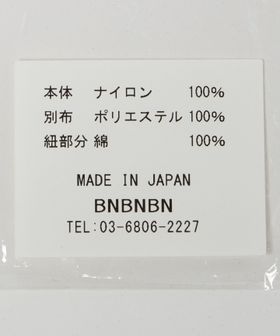 本体 ナイロン 100%
別布 ポリエステル 100%
紐部分 綿 100%
MADE IN JAPAN
BNBNBN
TEL:03-6806-2227